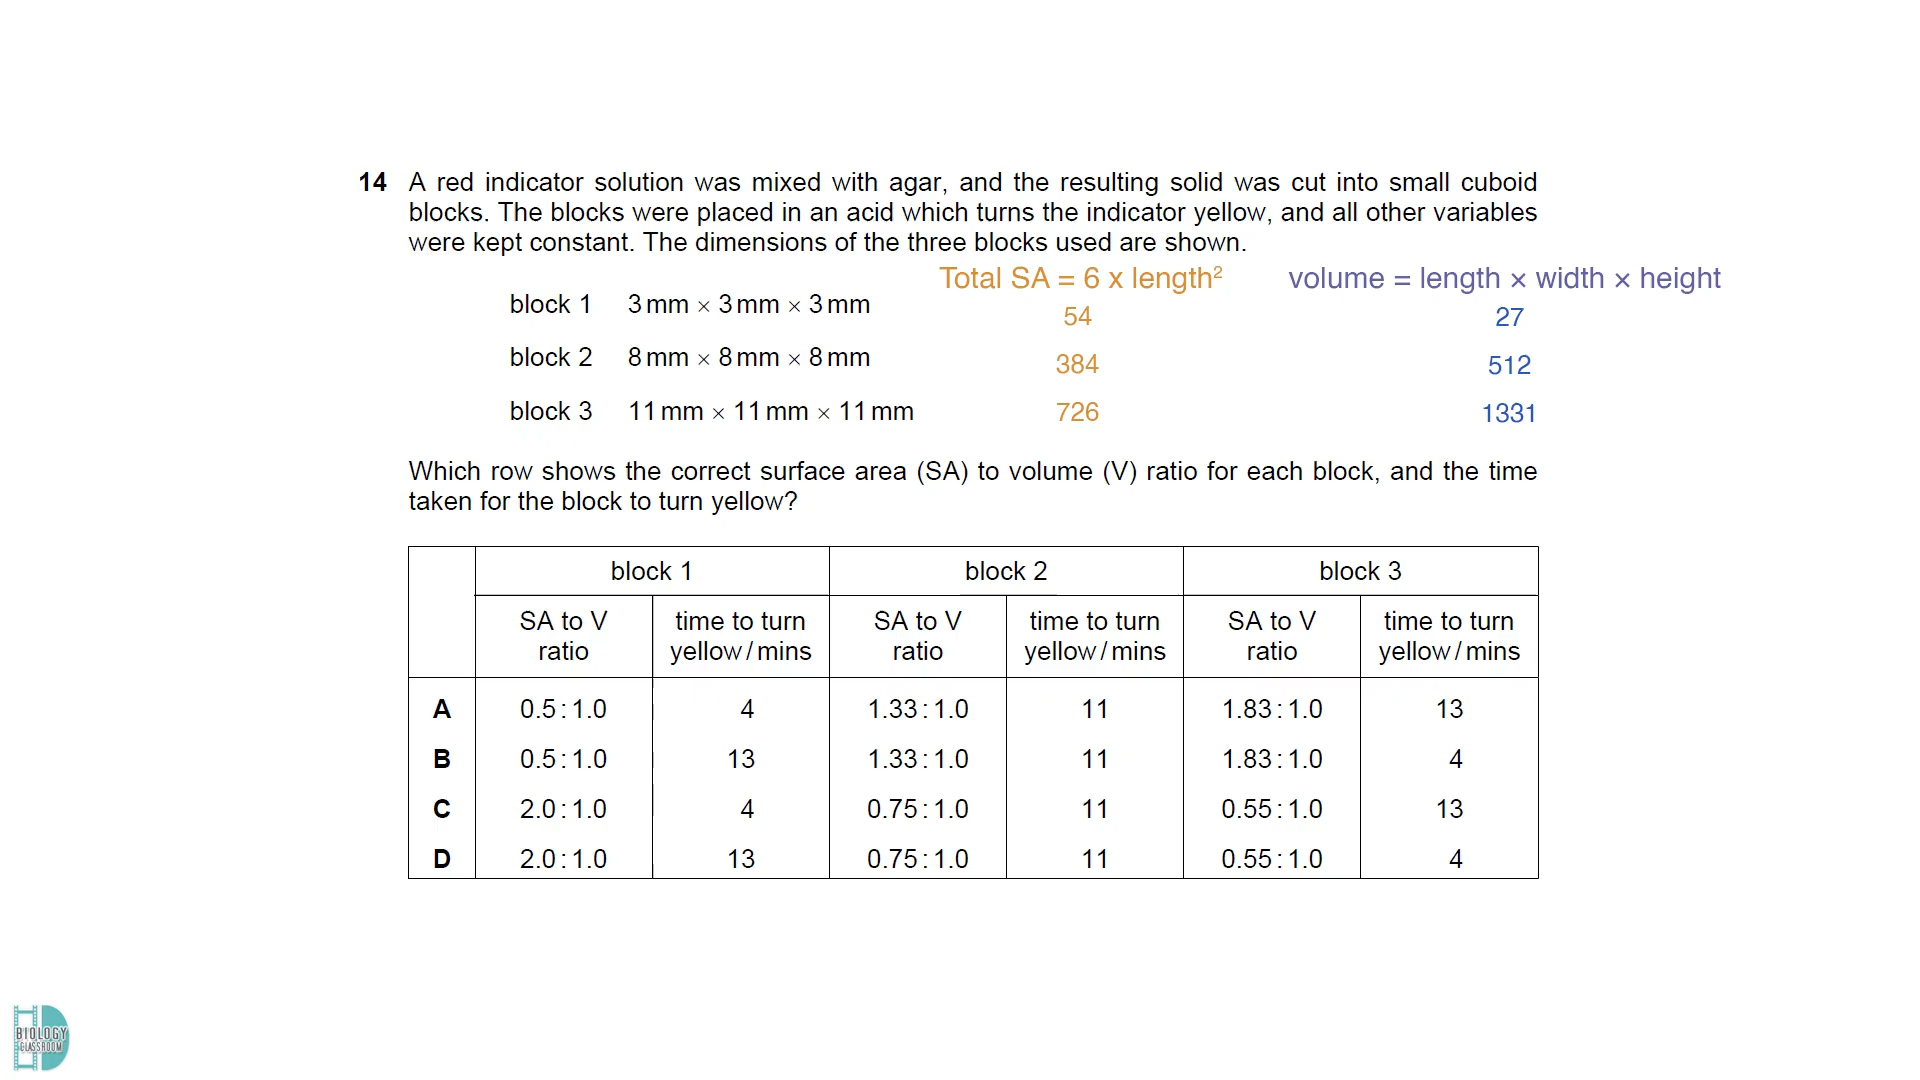 14 A red indicator solution was mixed with agar, and the resulting solid was cut into small cuboid
blocks. The blocks were placed in an acid which turns the indicator yellow, and all other variables
were kept constant. The dimensions of the three blocks used are shown.
Total SA = 6 x length² volume = length × width × height
block 1 3 mm × 3 mm × 3 mm 54 27
block 2 8 mm × 8 mm × 8 mm 384 512
block 3 11 mm × 11 mm × 11 mm 726 1331
Which row shows the correct surface area (SA) to volume (V) ratio for each block, and the time
taken for the block to turn yellow?
block 1 block 2 block 3
SA to V time to turn SA to V time to turn SA to V time to turn
ratio yellow / mins ratio yellow / mins ratio yellow / mins
A 0.5 : 1.0 4 1.33 : 1.0 11 1.83 : 1.0 13
B 0.5 : 1.0 13 1.33 : 1.0 11 1.83 : 1.0 4
C 2.0 : 1.0 4 0.75 : 1.0 11 0.55 : 1.0 13
D 2.0 : 1.0 13 0.75 : 1.0 11 0.55 : 1.0 4
BIOLOGY
CLASSROOM